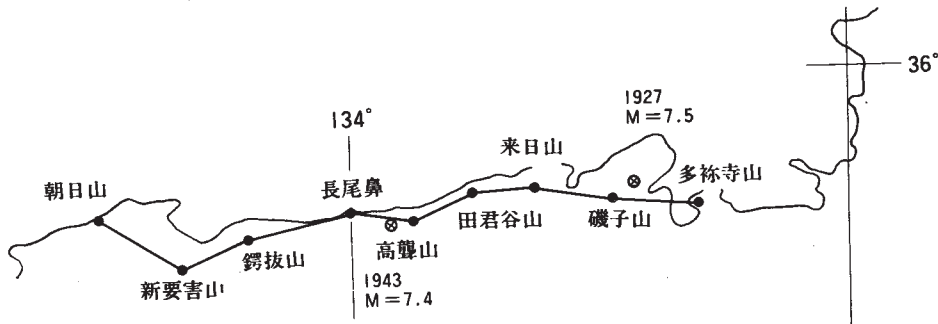 36°
1927
M=7.5
134°
来日山
朝日山
長尾鼻
多祢寺山
田君谷山
磯子山
鍔抜山
高聾山
新要害山
1943
M=7.4